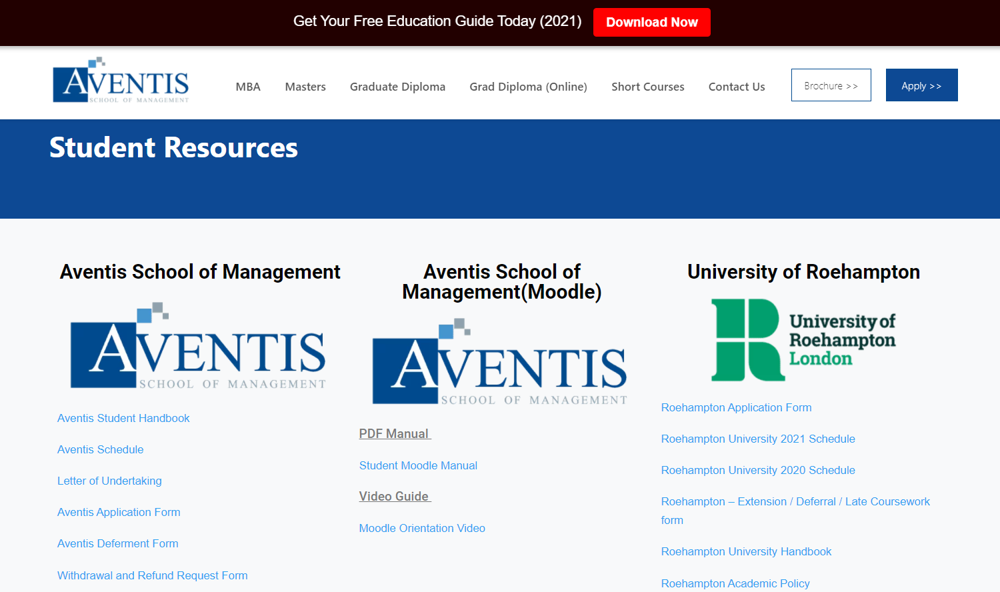 Get Your Free Education Guide Today (2021) Download Now
AVENTIS
SCHOOL OF MANAGEMENT
MBA Masters Graduate Diploma Grad Diploma (Online) Short Courses Contact Us Brochure >> Apply >>
Student Resources
Aventis School of Management
AVENTIS
SCHOOL OF MANAGEMENT
Aventis Student Handbook
Aventis Schedule
Letter of Undertaking
Aventis Application Form
Aventis Deferment Form
Withdrawal and Refund Request Form
Aventis School of
Management(Moodle)
AVENTIS
SCHOOL OF MANAGEMENT
PDF Manual
Student Moodle Manual
Video Guide
Moodle Orientation Video
University of Roehampton
University of
Roehampton
London
Roehampton Application Form
Roehampton University 2021 Schedule
Roehampton University 2020 Schedule
Roehampton – Extension / Deferral / Late Coursework
form
Roehampton University Handbook
Roehampton Academic Policy